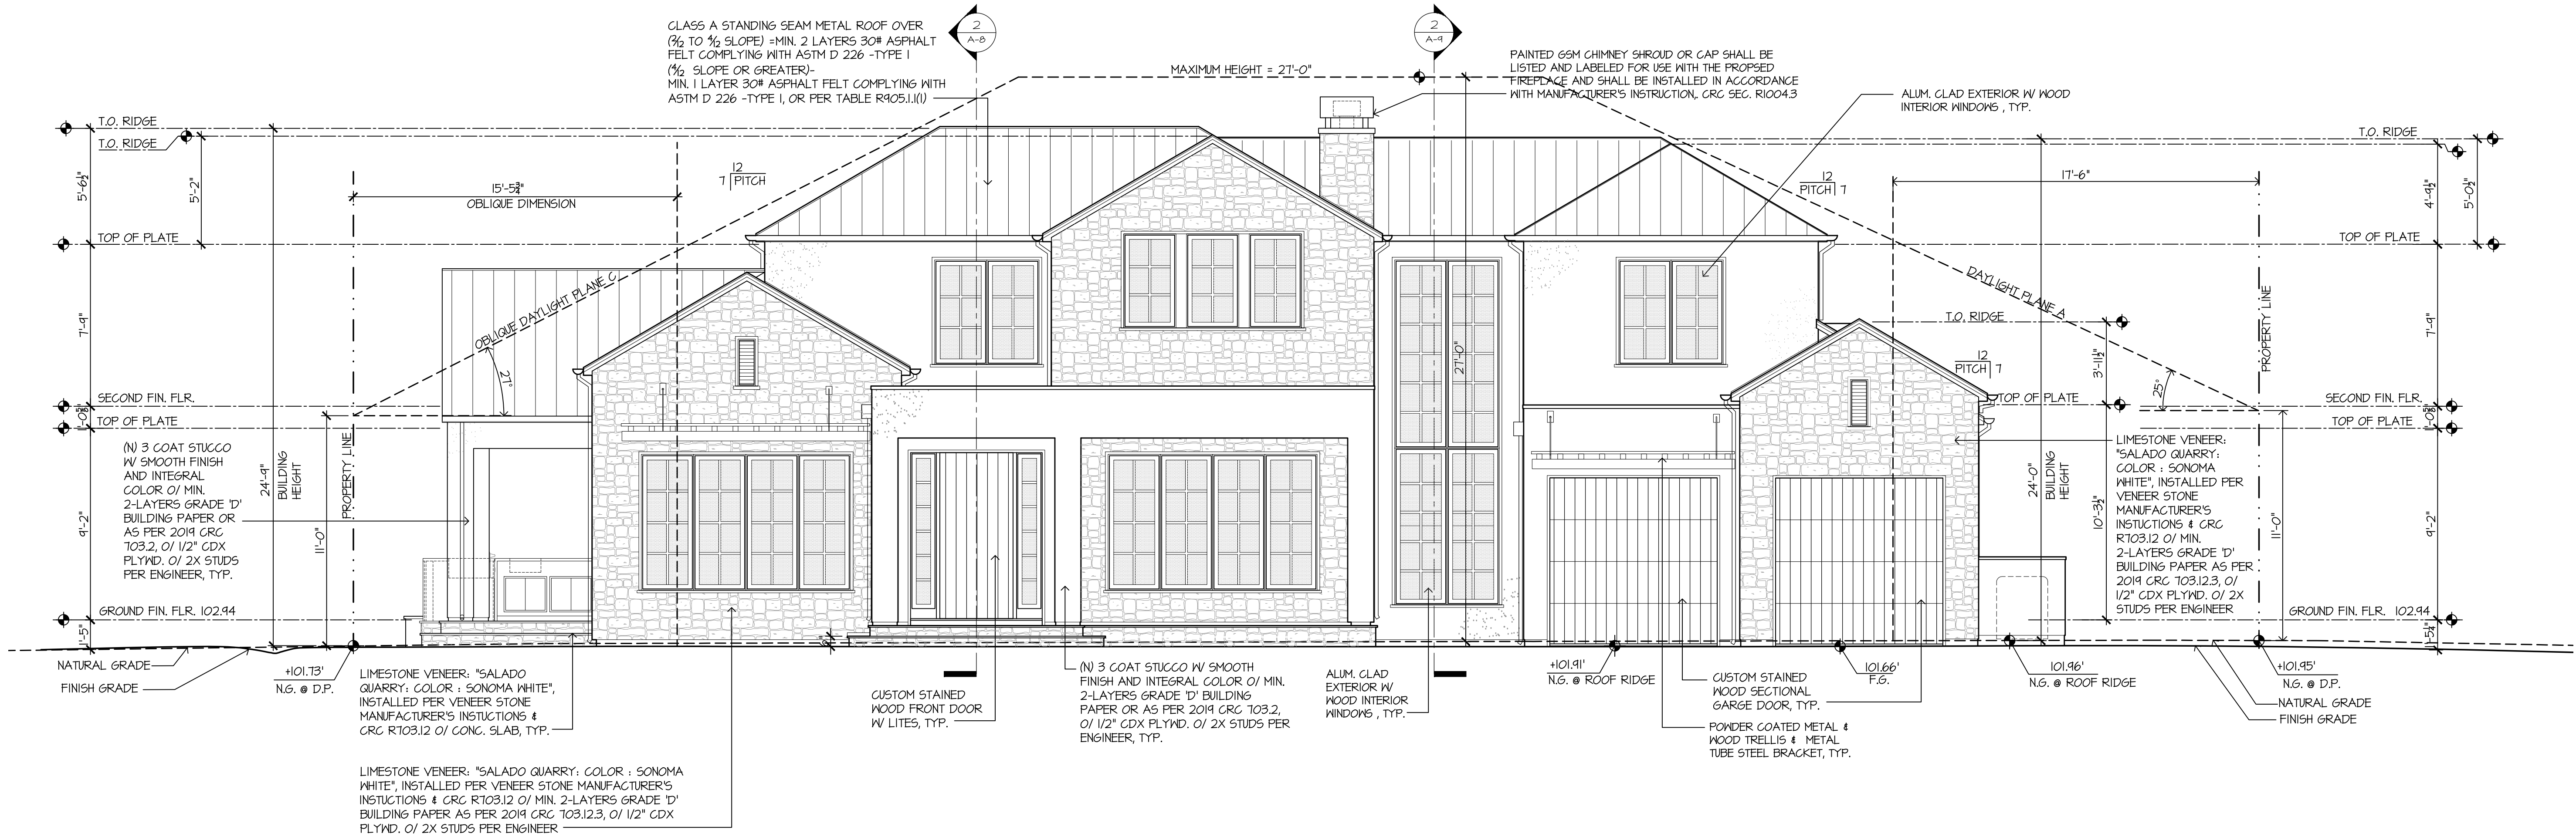 CLASS A STANDING SEAM METAL ROOF OVER
(2/12 TO 4/12 SLOPE) =MIN. 2 LAYERS 30# ASPHALT
FELT COMPLYING WITH ASTM D 226 -TYPE I
(4/12 SLOPE OR GREATER)-
MIN. 1 LAYER 30# ASPHALT FELT COMPLYING WITH
ASTM D 226 -TYPE I, OR PER TABLE R905.1.1(1)
2
A-8
MAXIMUM HEIGHT = 27'-0"
2
A-9
PAINTED GSM CHIMNEY SHROUD OR CAP SHALL BE
LISTED AND LABELED FOR USE WITH THE PROPSED
FIREPLACE AND SHALL BE INSTALLED IN ACCORDANCE
WITH MANUFACTURER'S INSTRUCTION,. CRC SEC. R1004.3
ALUM. CLAD EXTERIOR W/ WOOD
INTERIOR WINDOWS , TYP.
T.O. RIDGE
T.O. RIDGE
5'-6½"
5'-2"
15'-5¾"
OBLIQUE DIMENSION
12
7 PITCH
TOP OF PLATE
7'-9"
OBLIQUE DAYLIGHT PLANE C
27°
SECOND FIN. FLR.
TOP OF PLATE
(N) 3 COAT STUCCO
W/ SMOOTH FINISH
AND INTEGRAL
COLOR O/ MIN.
2-LAYERS GRADE 'D'
BUILDING PAPER OR
AS PER 2019 CRC
703.2, O/ 1/2" CDX
PLYWD. O/ 2X STUDS
PER ENGINEER, TYP.
9'-2"
24'-9"
BUILDING
HEIGHT
11'-0"
PROPERTY LINE
GROUND FIN. FLR. 102.94
1'-5"
NATURAL GRADE
FINISH GRADE
+101.73'
N.G. @ D.P.
LIMESTONE VENEER: "SALADO
QUARRY: COLOR : SONOMA WHITE",
INSTALLED PER VENEER STONE
MANUFACTURER'S INSTUCTIONS &
CRC R703.12 O/ CONC. SLAB, TYP.
LIMESTONE VENEER: "SALADO QUARRY: COLOR : SONOMA
WHITE", INSTALLED PER VENEER STONE MANUFACTURER'S
INSTUCTIONS & CRC R703.12 O/ MIN. 2-LAYERS GRADE 'D'
BUILDING PAPER AS PER 2019 CRC 703.12.3, O/ 1/2" CDX
PLYWD. O/ 2X STUDS PER ENGINEER
CUSTOM STAINED
WOOD FRONT DOOR
W/ LITES, TYP.
(N) 3 COAT STUCCO W/ SMOOTH
FINISH AND INTEGRAL COLOR O/ MIN.
2-LAYERS GRADE 'D' BUILDING
PAPER OR AS PER 2019 CRC 703.2,
O/ 1/2" CDX PLYWD. O/ 2X STUDS PER
ENGINEER, TYP.
27'-0"
ALUM. CLAD
EXTERIOR W/
WOOD INTERIOR
WINDOWS , TYP.
+101.91'
N.G. @ ROOF RIDGE
CUSTOM STAINED
WOOD SECTIONAL
GARGE DOOR, TYP.
POWDER COATED METAL &
WOOD TRELLIS & METAL
TUBE STEEL BRACKET, TYP.
101.66'
F.G.
12
PITCH 7
17'-6"
T.O. RIDGE
4'-9½"
5'-0½"
TOP OF PLATE
DAYLIGHT PLANE A
PROPERTY LINE
T.O. RIDGE
12
PITCH 7
3'-11½"
7'-9"
25°
TOP OF PLATE
SECOND FIN. FLR.
TOP OF PLATE
LIMESTONE VENEER:
"SALADO QUARRY:
COLOR : SONOMA
WHITE", INSTALLED PER
VENEER STONE
MANUFACTURER'S
INSTUCTIONS & CRC
R703.12 O/ MIN.
2-LAYERS GRADE 'D'
BUILDING PAPER AS PER
2019 CRC 703.12.3, O/
1/2" CDX PLYWD. O/ 2X
STUDS PER ENGINEER
24'-0"
BUILDING
HEIGHT
10'-3½"
11'-0"
9'-2"
GROUND FIN. FLR. 102.94
1'-5¼"
101.96'
N.G. @ ROOF RIDGE
+101.95'
N.G. @ D.P.
NATURAL GRADE
FINISH GRADE